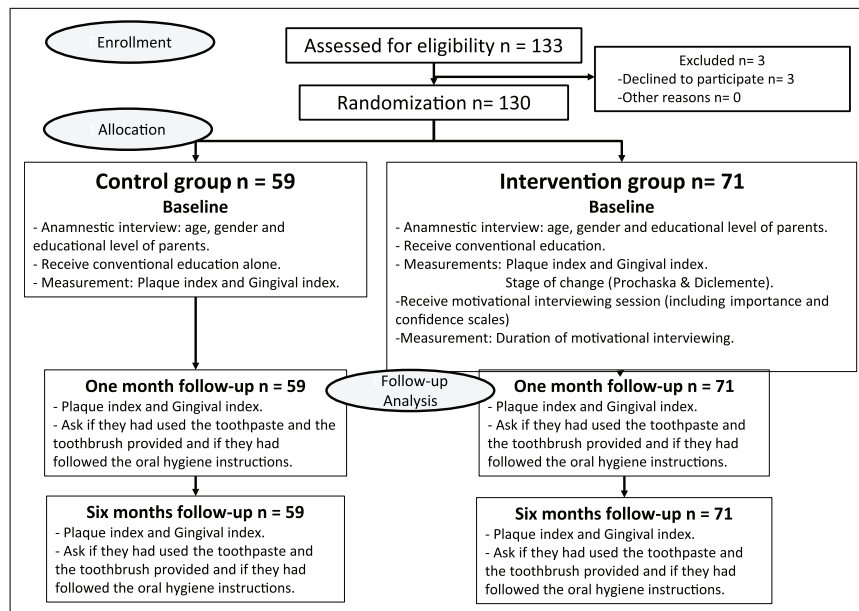 Enrollment
Assessed for eligibility n = 133
Excluded n= 3
-Declined to participate n= 3
-Other reasons n= 0
Randomization n= 130
Allocation
Control group n = 59
Baseline
- Anamnestic interview: age, gender and
educational level of parents.
- Receive conventional education alone.
- Measurement: Plaque index and Gingival index.
Intervention group n= 71
Baseline
- Anamnestic interview: age, gender and educational level of parents.
- Receive conventional education.
- Measurements: Plaque index and Gingival index.
Stage of change (Prochaska & Diclemente).
-Receive motivational interviewing session (including importance and
confidence scales)
-Measurement: Duration of motivational interviewing.
Follow-up
Analysis
One month follow-up n = 59
- Plaque index and Gingival index.
- Ask if they had used the toothpaste and the
toothbrush provided and if they had
followed the oral hygiene instructions.
One month follow-up n = 71
- Plaque index and Gingival index.
- Ask if they had used the toothpaste and
the toothbrush provided and if they had
followed the oral hygiene instructions.
Six months follow-up n = 59
- Plaque index and Gingival index.
- Ask if they had used the toothpaste and
the toothbrush provided and if they had
followed the oral hygiene instructions.
Six months follow-up n = 71
- Plaque index and Gingival index.
- Ask if they had used the toothpaste and
the toothbrush provided and if they had
followed the oral hygiene instructions.